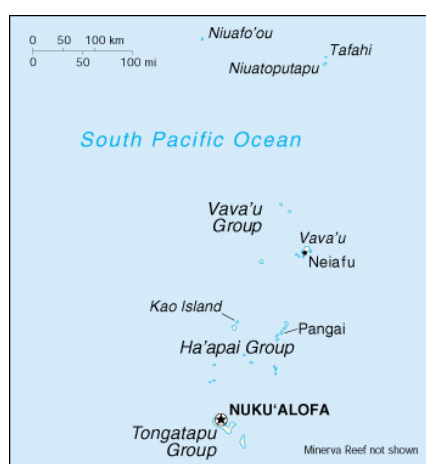 Niuafo'ou
0 50 100 km
0 50 100 mi
Tafahi
Niuatoputapu
South Pacific Ocean
Vava'u
Group
Vava'u
Neiafu
Kao Island
Pangai
Ha'apai Group
NUKU‘ALOFA
Tongatapu
Group
Minerva Reef not shown